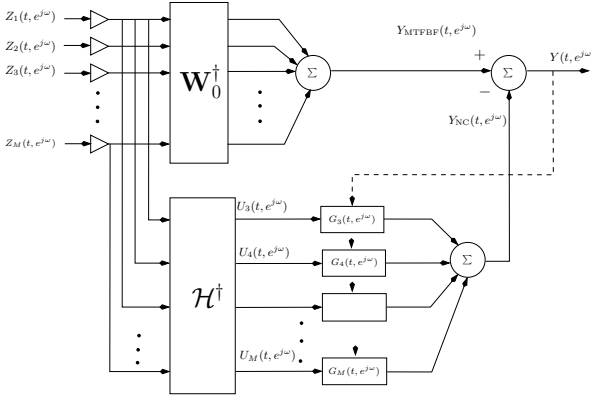 Z_1(t, e^{jω})
Z_2(t, e^{jω})
Z_3(t, e^{jω})
Z_M(t, e^{jω})
W_0^†
Σ
Y_MTFBF(t, e^{jω})
+
−
Σ
Y(t, e^{jω}
Y_NC(t, e^{jω})
ℋ^†
U_3(t, e^{jω})
G_3(t, e^{jω})
U_4(t, e^{jω})
G_4(t, e^{jω})
Σ
U_M(t, e^{jω})
G_M(t, e^{jω})